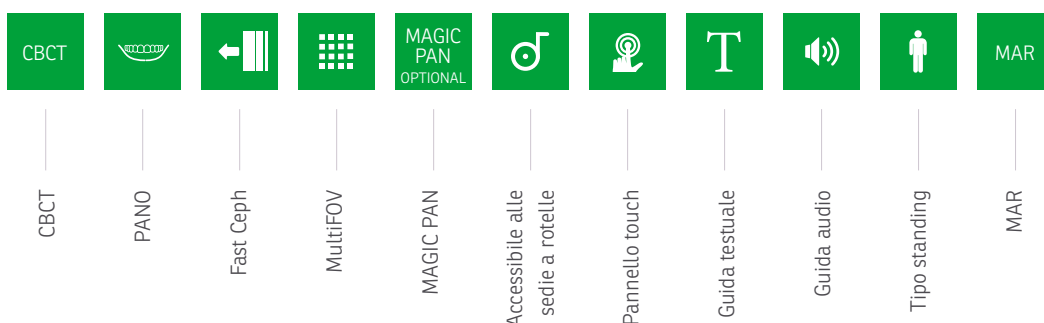 CBCT
MAGIC
PAN
OPTIONAL
T
MAR
CBCT
PANO
Fast Ceph
MultiFOV
MAGIC PAN
Accessibile alle
sedie a rotelle
Pannello touch
Guida testuale
Guida audio
Tipo standing
MAR